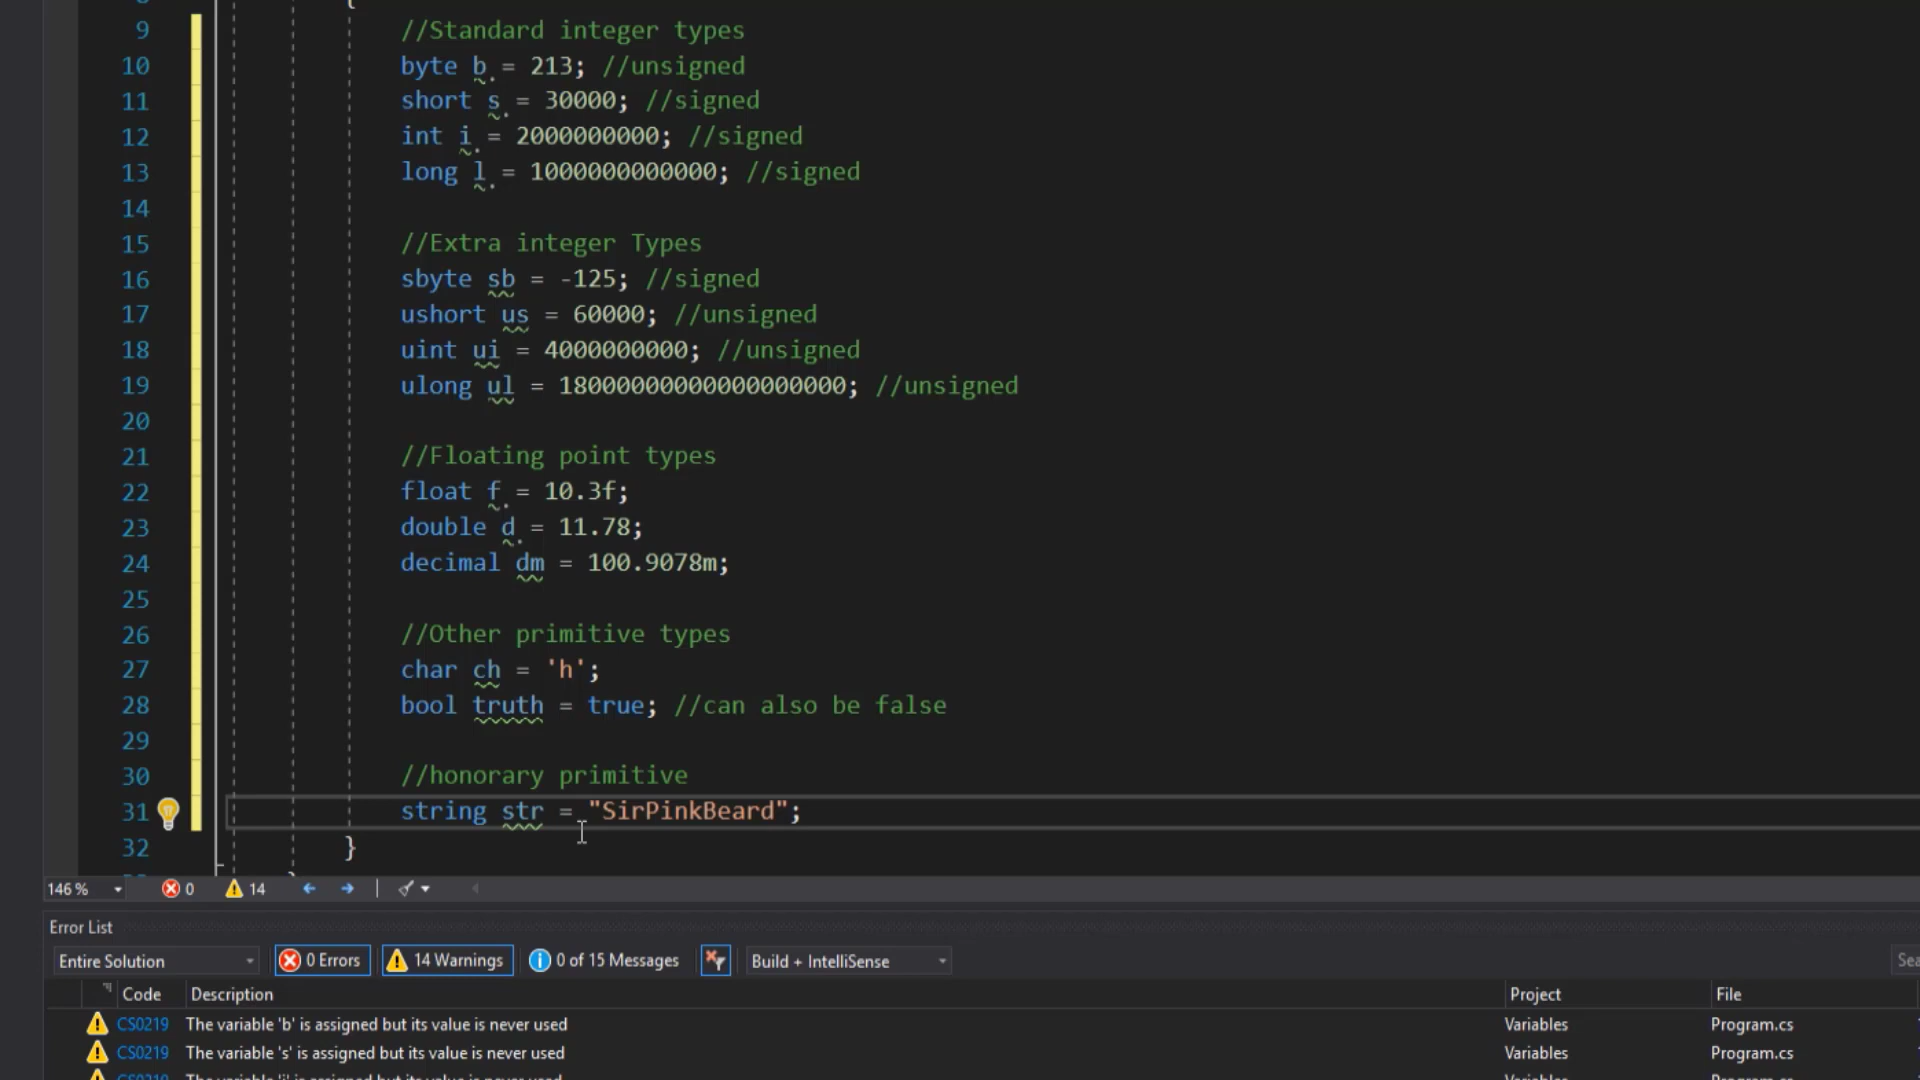 {
9 //Standard integer types
10 byte b = 213; //unsigned
11 short s = 30000; //signed
12 int i = 2000000000; //signed
13 long l = 1000000000000; //signed
14
15 //Extra integer Types
16 sbyte sb = -125; //signed
17 ushort us = 60000; //unsigned
18 uint ui = 4000000000; //unsigned
19 ulong ul = 18000000000000000000; //unsigned
20
21 //Floating point types
22 float f = 10.3f;
23 double d = 11.78;
24 decimal dm = 100.9078m;
25
26 //Other primitive types
27 char ch = 'h';
28 bool truth = true; //can also be false
29
30 //honorary primitive
31 string str = "SirPinkBeard";
32 }
146 % 0 14
Error List
Entire Solution 0 Errors 14 Warnings 0 of 15 Messages Build + IntelliSense
Code Description Project File
CS0219 The variable 'b' is assigned but its value is never used Variables Program.cs
CS0219 The variable 's' is assigned but its value is never used Variables Program.cs